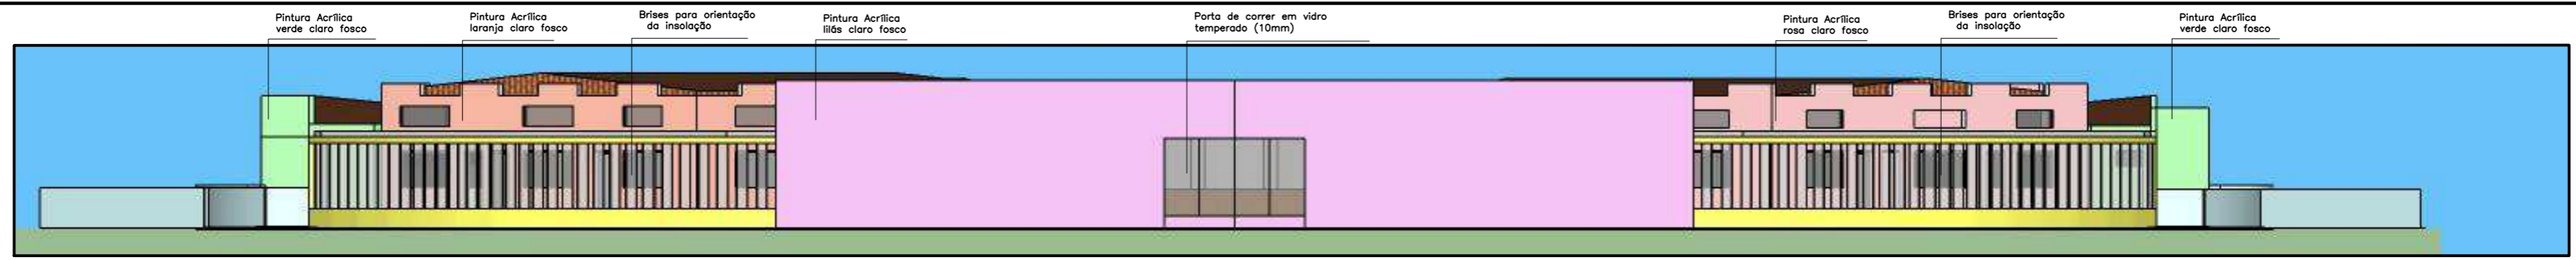 Pintura Acrílica
verde claro fosco
Pintura Acrílica
laranja claro fosco
Brises para orientação
da insolação
Pintura Acrílica
lilás claro fosco
Porta de correr em vidro
temperado (10mm)
Pintura Acrílica
rosa claro fosco
Brises para orientação
da insolação
Pintura Acrílica
verde claro fosco